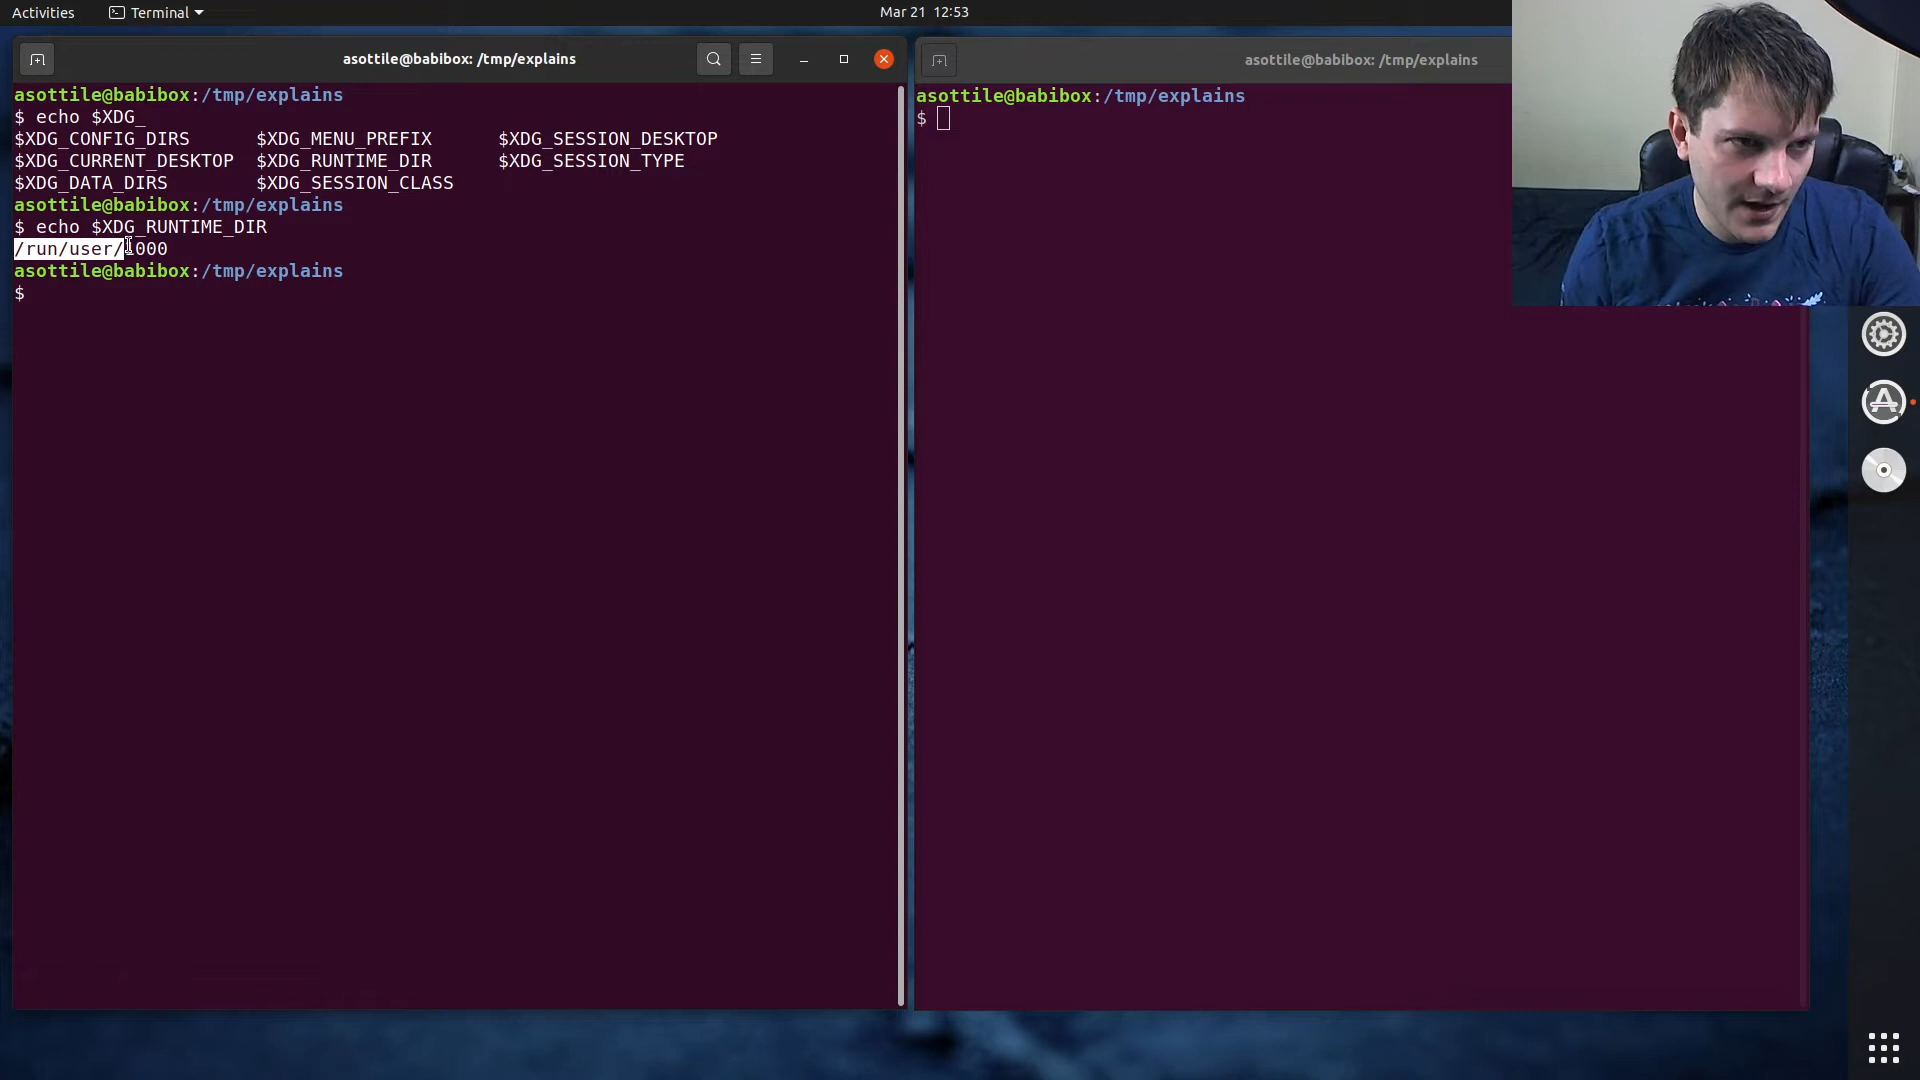 Activities
Terminal
Mar 21 12:53
asottile@babibox: /tmp/explains
asottile@babibox:/tmp/explains
$ echo $XDG_
$XDG_CONFIG_DIRS $XDG_MENU_PREFIX $XDG_SESSION_DESKTOP
$XDG_CURRENT_DESKTOP $XDG_RUNTIME_DIR $XDG_SESSION_TYPE
$XDG_DATA_DIRS $XDG_SESSION_CLASS
asottile@babibox:/tmp/explains
$ echo $XDG_RUNTIME_DIR
/run/user/1000
asottile@babibox:/tmp/explains
$
asottile@babibox: /tmp/explains
asottile@babibox:/tmp/explains
$